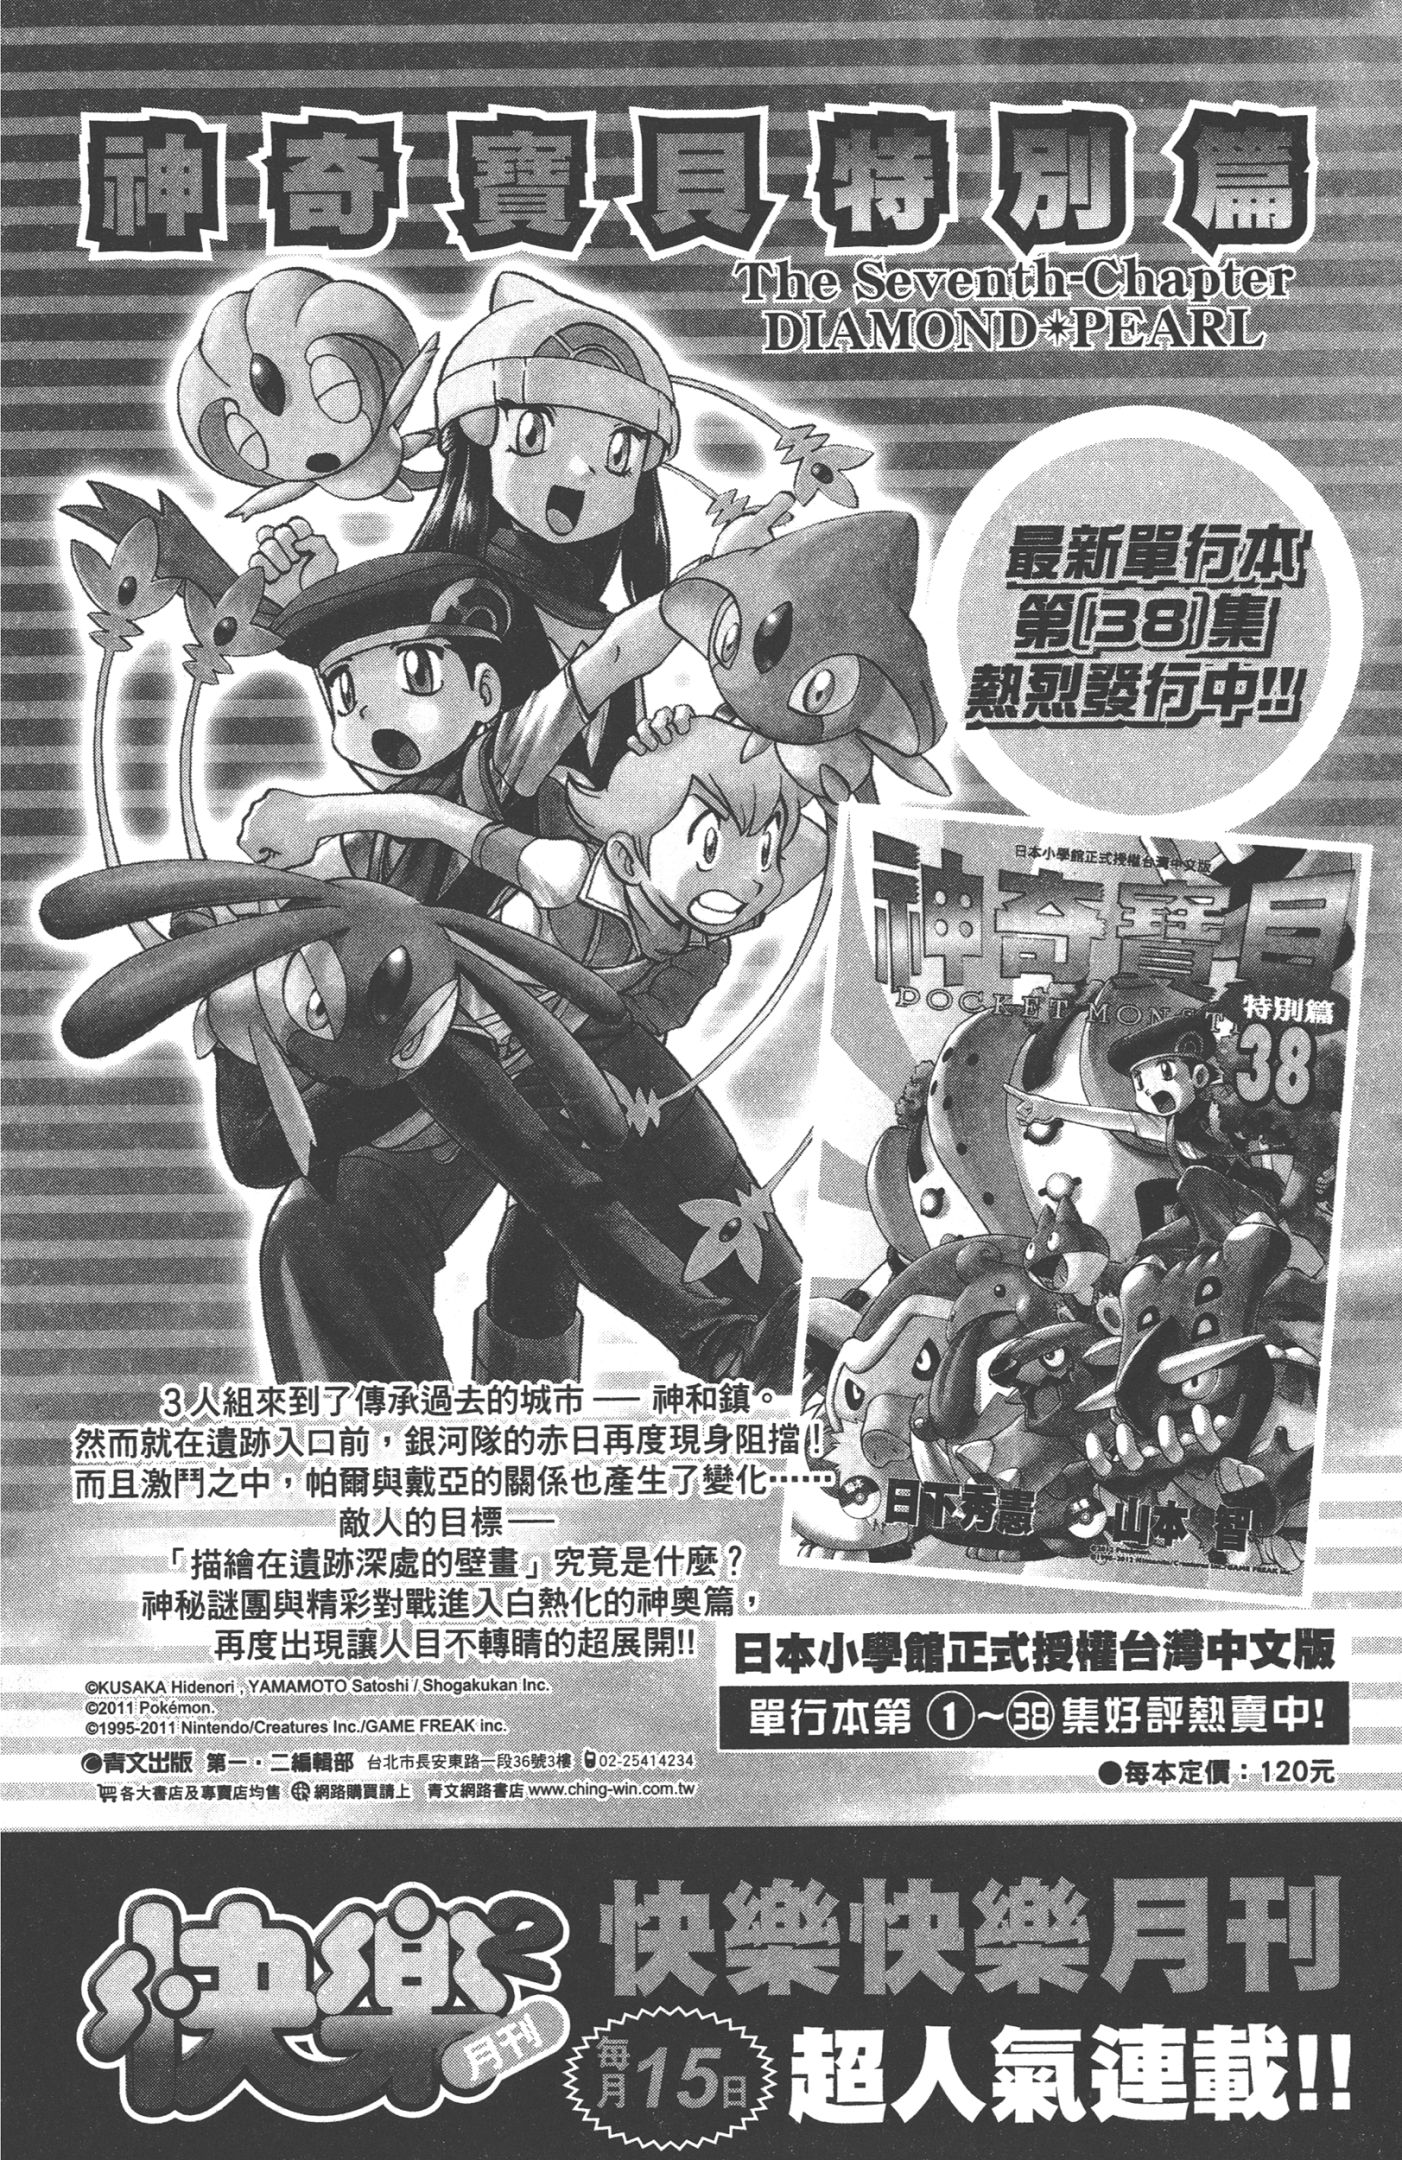 神奇寶貝特別篇
The Seventh-Chapter
DIAMOND✴PEARL
最新單行本
第[38]集
熱烈發行中!!
日本小學館正式授權台灣中文版
神奇寶貝
POCKET MONST
特別篇
38
日下秀憲
山本 智
3人組來到了傳承過去的城市 — 神和鎮。
然而就在遺跡入口前，銀河隊的赤日再度現身阻擋！
而且激鬥之中，帕爾與戴亞的關係也產生了變化……
敵人的目標—
「描繪在遺跡深處的壁畫」究竟是什麼？
神秘謎團與精彩對戰進入白熱化的神奧篇，
再度出現讓人目不轉睛的超展開!!
©KUSAKA Hidenori , YAMAMOTO Satoshi / Shogakukan Inc.
©2011 Pokémon.
©1995-2011 Nintendo/Creatures Inc./GAME FREAK inc.
青文出版 第一・二編輯部 台北市長安東路一段36號3樓 02-25414234
各大書店及專賣店均售 網路購買請上 青文網路書店 www.ching-win.com.tw
日本小學館正式授權台灣中文版
單行本第①~㊳集好評熱賣中!
●每本定價：120元
快樂2
月刊
快樂快樂月刊
每月15日
超人氣連載!!